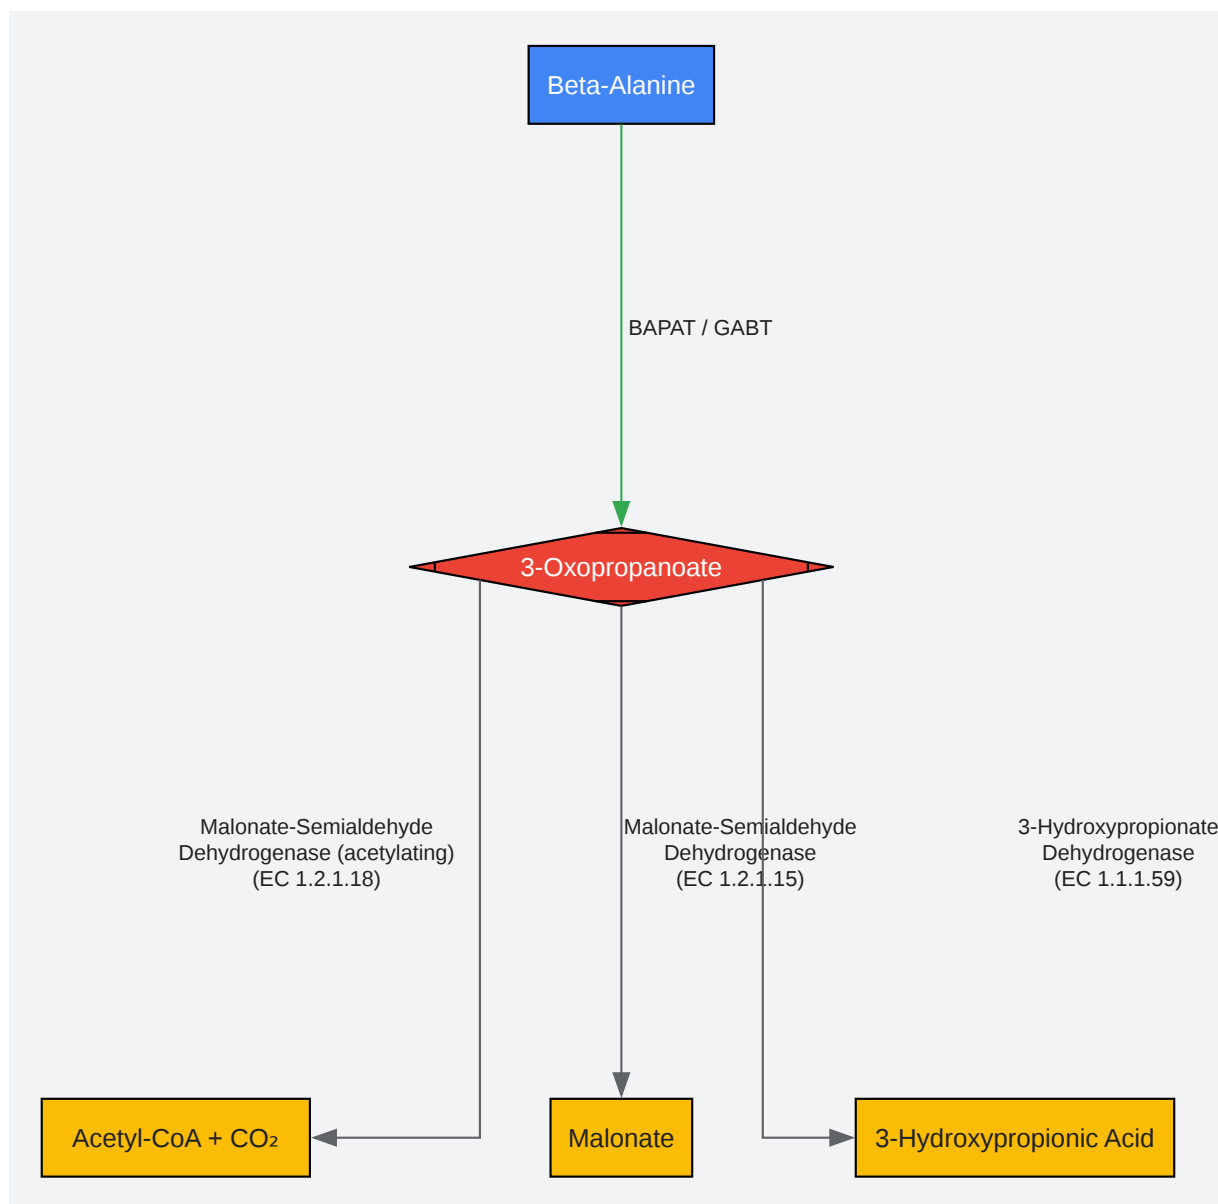 Beta-Alanine
BAPAT / GABT
3-Oxopropanoate
Malonate-Semialdehyde
Dehydrogenase (acetylating)
(EC 1.2.1.18)
Malonate-Semialdehyde
Dehydrogenase
(EC 1.2.1.15)
3-Hydroxypropionate
Dehydrogenase
(EC 1.1.1.59)
Acetyl-CoA + CO₂
Malonate
3-Hydroxypropionic Acid